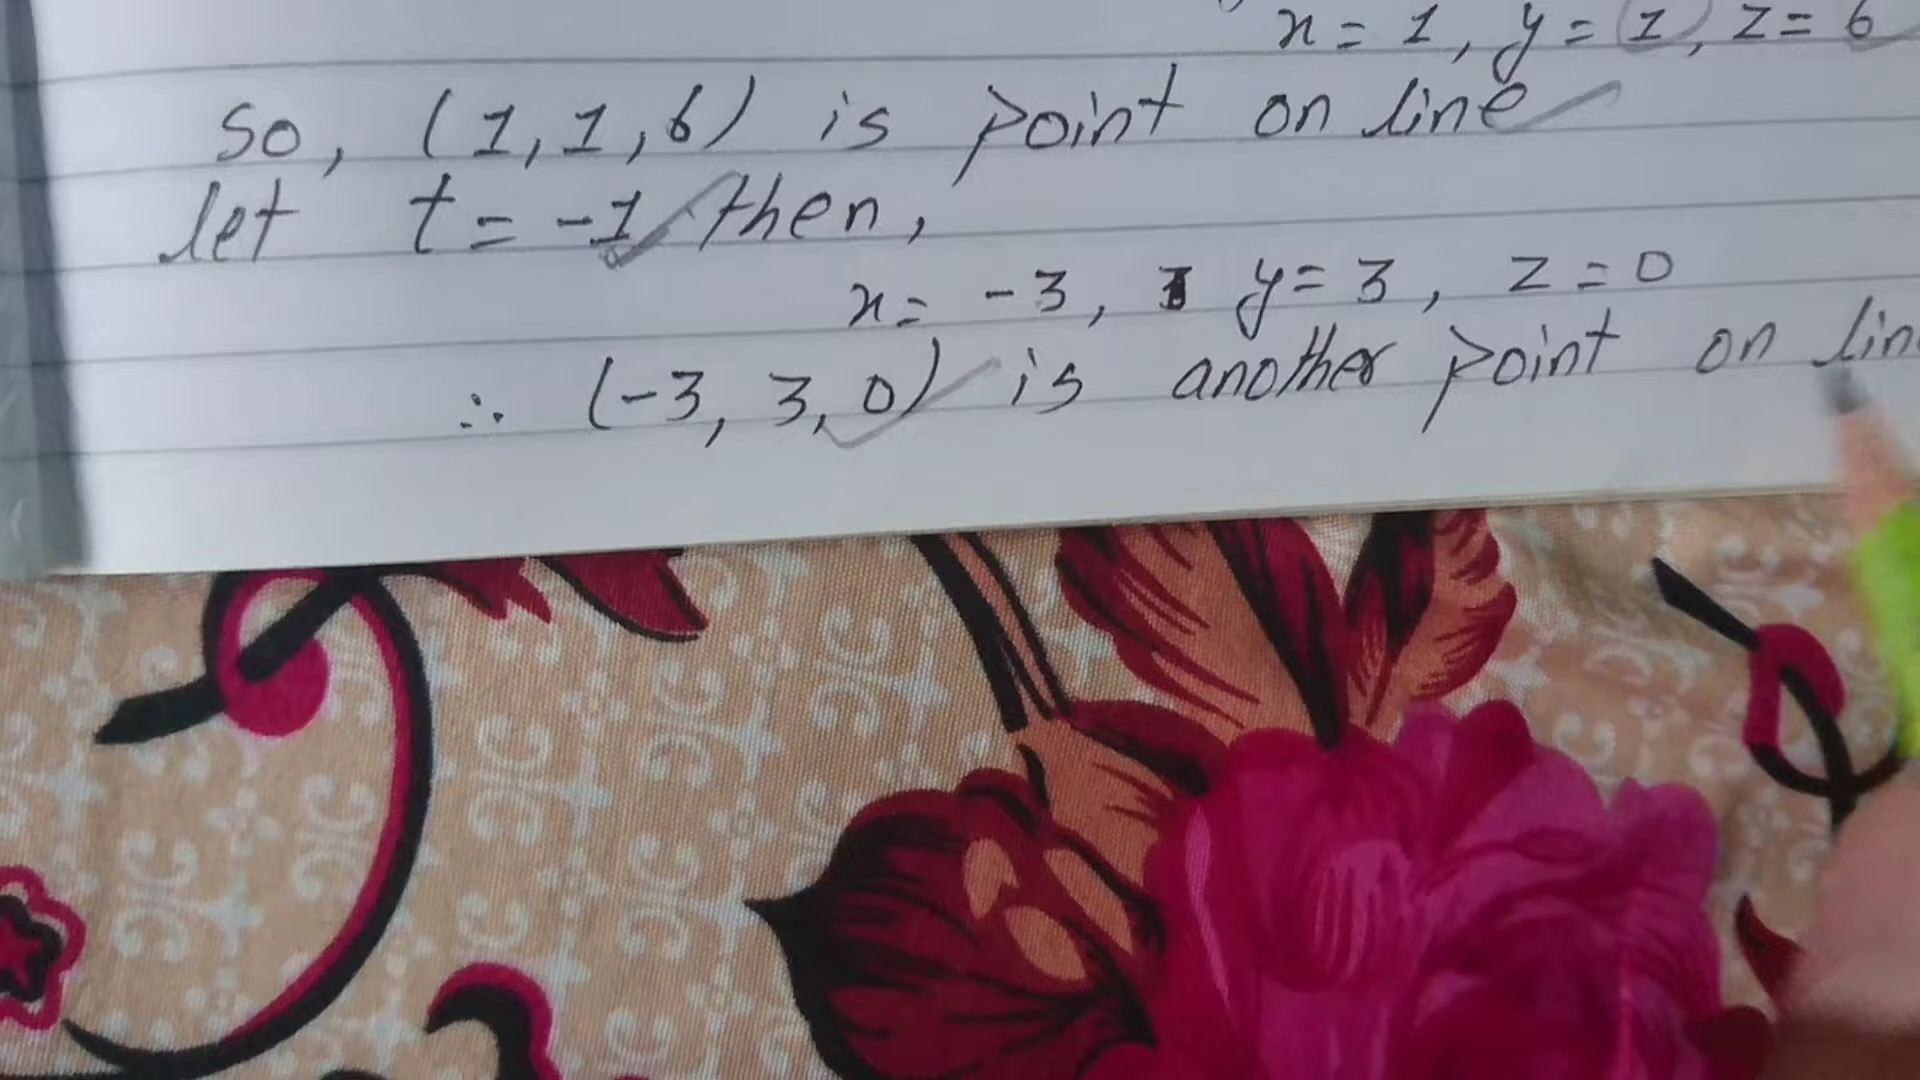 x = 1, y = 1, z = 6
So, (1, 1, 6) is point on line
let t = -1 then,
x = -3, y = 3, z = 0
∴ (-3, 3, 0) is another point on line